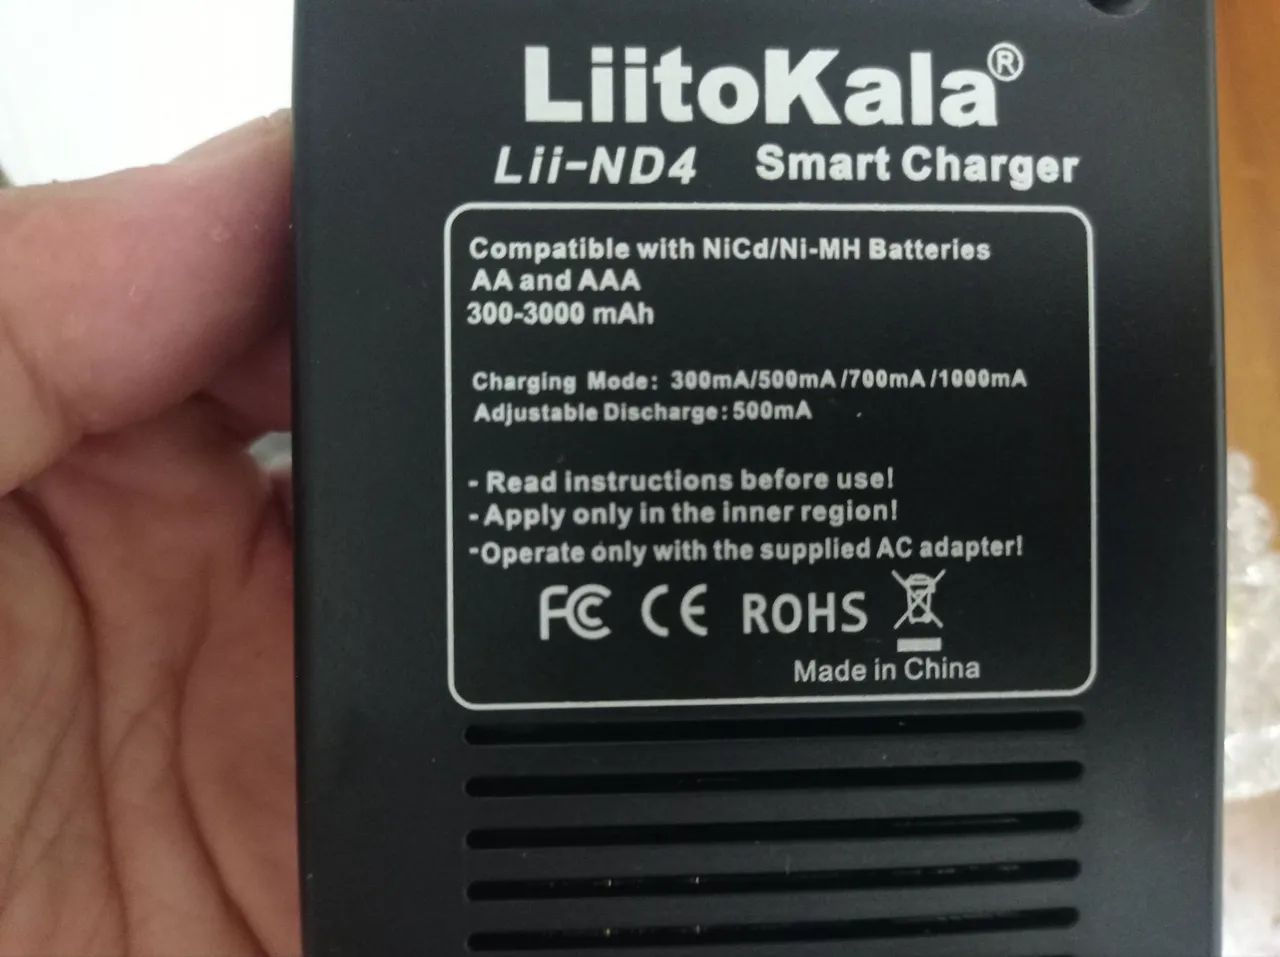 LiitoKala®
Lii-ND4 Smart Charger
Compatible with NiCd/Ni-MH Batteries
AA and AAA
300-3000 mAh
Charging Mode: 300mA/500mA/700mA/1000mA
Adjustable Discharge: 500mA
- Read instructions before use!
- Apply only in the inner region!
-Operate only with the supplied AC adapter!
FC CE ROHS
Made in China